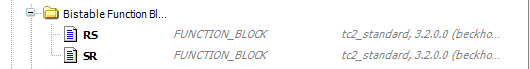 Bistable Function Bl...
RS FUNCTION_BLOCK tc2_standard, 3.2.0.0 (beckho...
SR FUNCTION_BLOCK tc2_standard, 3.2.0.0 (beckho...